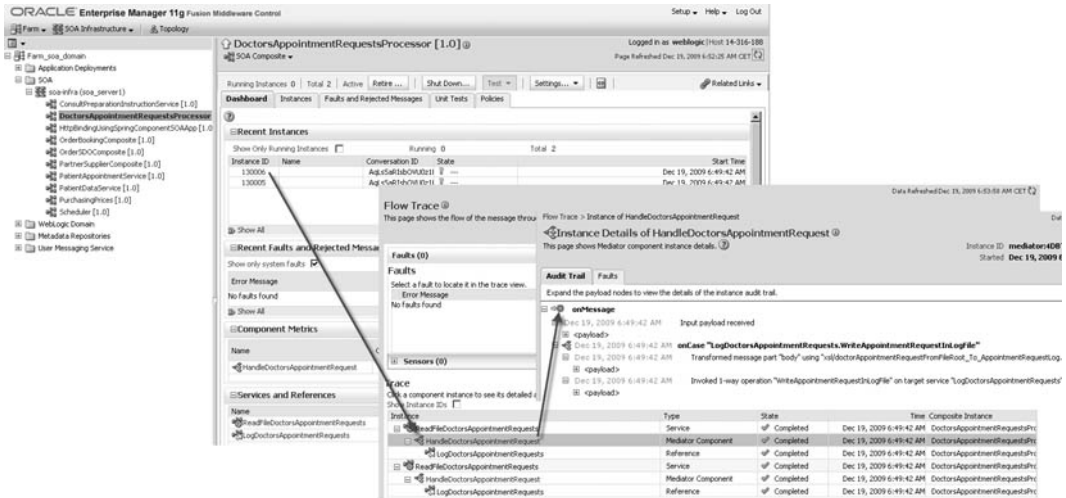 ORACLE Enterprise Manager 11g Fusion Middleware Control
Setup Help Log Out
Farm SOA Infrastructure Topology
Farm_soa_domain
Application Deployments
SOA
soa-infra (soa_server1)
ConsultPreparationInstructionService [1.0]
DoctorsAppointmentRequestsProcessor
HttpBindingUsingSpringComponentSOAApp [1.0
OrderBookingComposite [1.0]
OrderSDOComposite [1.0]
PartnerSupplierComposite [1.0]
PatientAppointmentService [1.0]
PatientDataService [1.0]
PurchasingPrices [1.0]
Scheduler [1.0]
WebLogic Domain
Metadata Repositories
User Messaging Service
DoctorsAppointmentRequestsProcessor [1.0]
SOA Composite
Logged in as weblogic|Host 14-316-188
Page Refreshed Dec 19, 2009 6:52:25 AM CET
Running Instances 0 | Total 2 | Active Retire ... Shut Down... Test Settings... Related Links
Dashboard Instances Faults and Rejected Messages Unit Tests Policies
Recent Instances
Show Only Running Instances Running 0 Total 2
Instance ID Name Conversation ID State Start Time
130006 --- Dec 19, 2009 6:49:42 AM
130005 --- Dec 19, 2009 6:49:42 AM
Show All
Recent Faults and Rejected Messa
Show only system faults
Error Message
No faults found
Show All
Component Metrics
Name
HandleDoctorsAppointmentRequest
Services and References
Name
ReadFileDoctorsAppointmentRequests
LogDoctorsAppointmentRequests
Data Refreshed Dec 19, 2009 6:53:58 AM CET
Flow Trace
This page shows the flow of the message throu
Faults (0)
Faults
Select a fault to locate it in the trace view.
Error Message
No faults found
Sensors (0)
Trace
Click a component instance to see its detailed a
Show Instance IDs
Flow Trace > Instance of HandleDoctorsAppointmentRequest
Da
Instance Details of HandleDoctorsAppointmentRequest
This page shows Mediator component instance details.
Instance ID mediator:4DB
Started Dec 19, 2009 6
Audit Trail Faults
Expand the payload nodes to view the details of the instance audit trail.
onMessage
Dec 19, 2009 6:49:42 AM Input payload received
<payload>
Dec 19, 2009 6:49:42 AM onCase "LogDoctorsAppointmentRequests.WriteAppointmentRequestInLogFile"
Dec 19, 2009 6:49:42 AM Transformed message part "body" using "xsl/doctorAppointmentRequestFromFileRoot_To_AppointmentRequestLog.
<payload>
Dec 19, 2009 6:49:42 AM Invoked 1-way operation "WriteAppointmentRequestInLogFile" on target service "LogDoctorsAppointmentRequests"
<payload>
Instance Type State Time Composite Instance
ReadFileDoctorsAppointmentRequests Service Completed Dec 19, 2009 6:49:42 AM DoctorsAppointmentRequestsPro
HandleDoctorsAppointmentRequest Mediator Component Completed Dec 19, 2009 6:49:42 AM DoctorsAppointmentRequestsPro
LogDoctorsAppointmentRequests Reference Completed Dec 19, 2009 6:49:42 AM DoctorsAppointmentRequestsPro
ReadFileDoctorsAppointmentRequests Service Completed Dec 19, 2009 6:49:42 AM DoctorsAppointmentRequestsPro
HandleDoctorsAppointmentRequest Mediator Component Completed Dec 19, 2009 6:49:42 AM DoctorsAppointmentRequestsPro
LogDoctorsAppointmentRequests Reference Completed Dec 19, 2009 6:49:42 AM DoctorsAppointmentRequestsPro